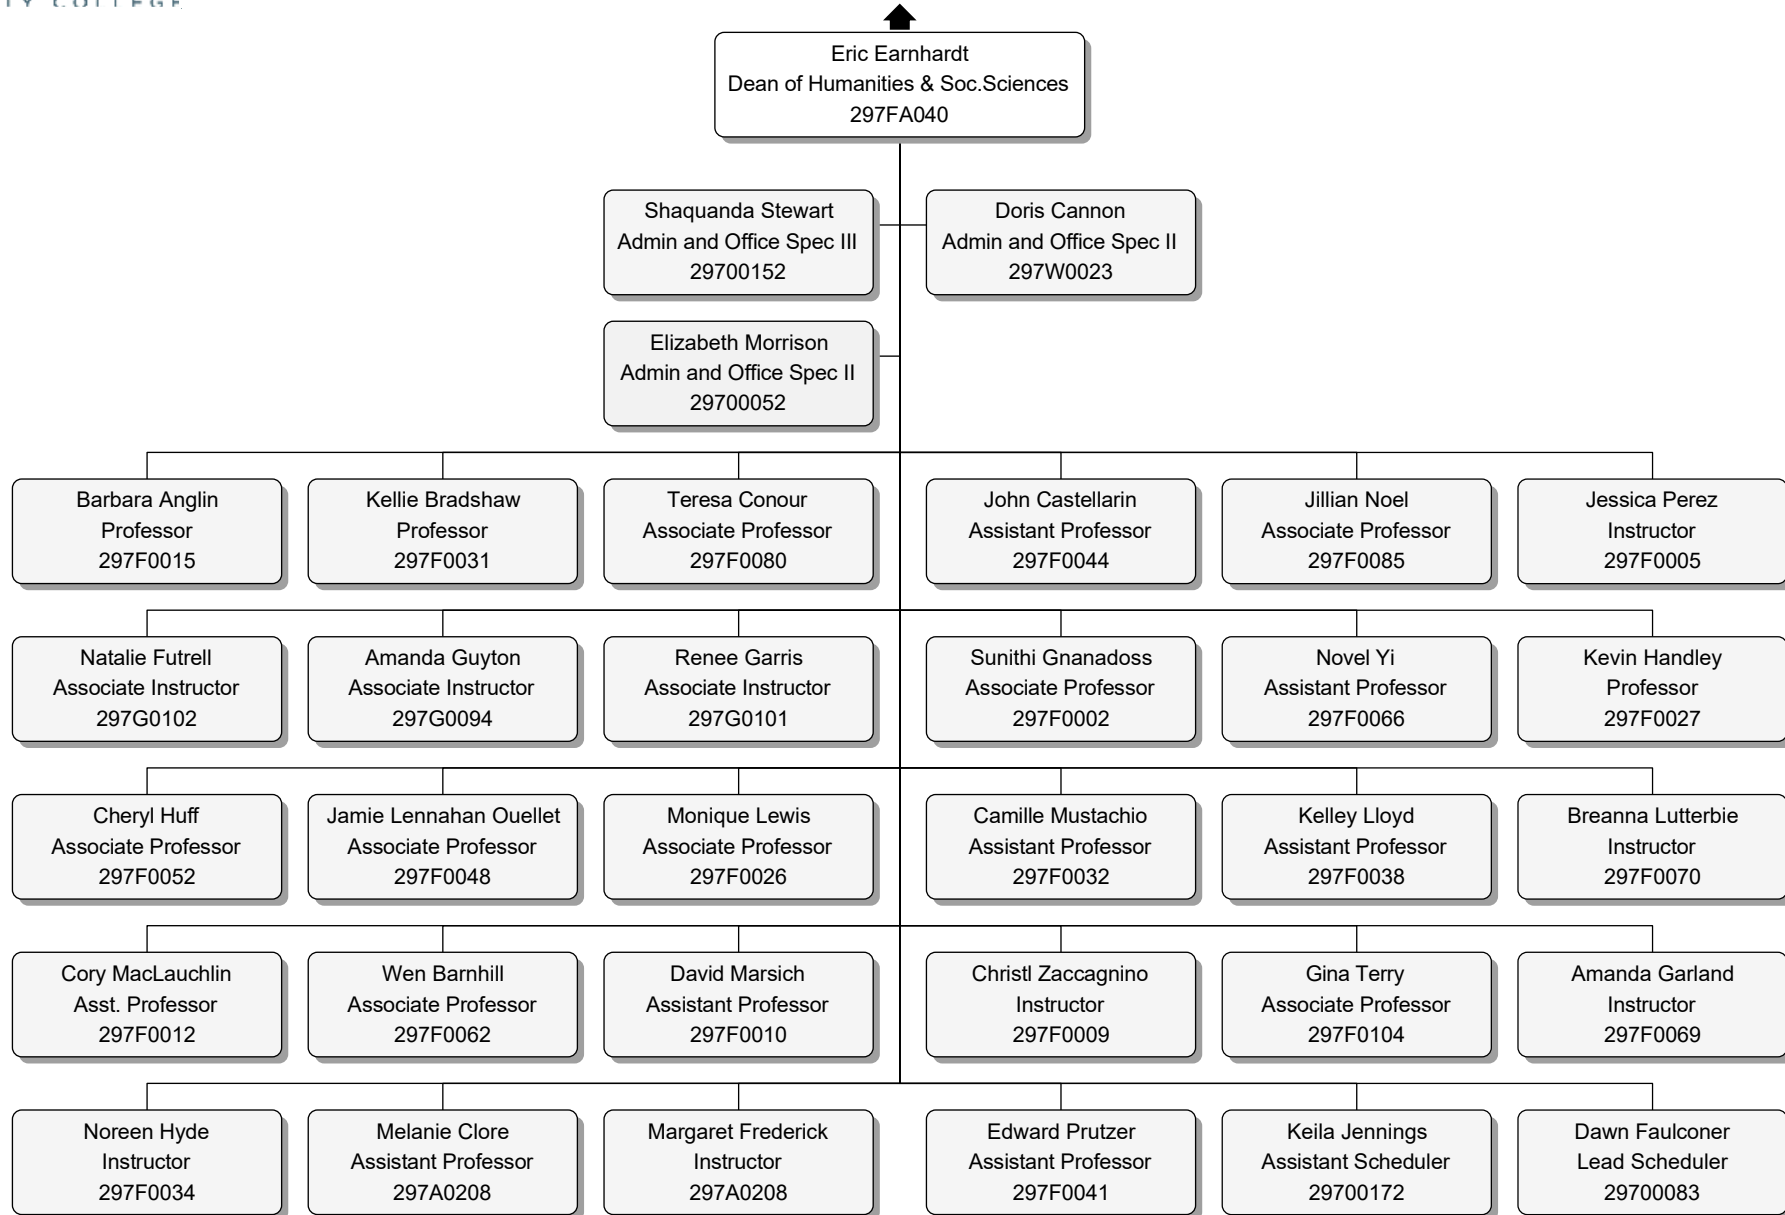 Eric Earnhardt
Dean of Humanities & Soc.Sciences
297FA040
Shaquanda Stewart
Admin and Office Spec III
29700152
Doris Cannon
Admin and Office Spec II
297W0023
Elizabeth Morrison
Admin and Office Spec II
29700052
Barbara Anglin
Professor
297F0015
Kellie Bradshaw
Professor
297F0031
Teresa Conour
Associate Professor
297F0080
John Castellarin
Assistant Professor
297F0044
Jillian Noel
Associate Professor
297F0085
Jessica Perez
Instructor
297F0005
Natalie Futrell
Associate Instructor
297G0102
Amanda Guyton
Associate Instructor
297G0094
Renee Garris
Associate Instructor
297G0101
Sunithi Gnanadoss
Associate Professor
297F0002
Novel Yi
Assistant Professor
297F0066
Kevin Handley
Professor
297F0027
Cheryl Huff
Associate Professor
297F0052
Jamie Lennahan Ouellet
Associate Professor
297F0048
Monique Lewis
Associate Professor
297F0026
Camille Mustachio
Assistant Professor
297F0032
Kelley Lloyd
Assistant Professor
297F0038
Breanna Lutterbie
Instructor
297F0070
Cory MacLauchlin
Asst. Professor
297F0012
Wen Barnhill
Associate Professor
297F0062
David Marsich
Assistant Professor
297F0010
Christl Zaccagnino
Instructor
297F0009
Gina Terry
Associate Professor
297F0104
Amanda Garland
Instructor
297F0069
Noreen Hyde
Instructor
297F0034
Melanie Clore
Assistant Professor
297A0208
Margaret Frederick
Instructor
297A0208
Edward Prutzer
Assistant Professor
297F0041
Keila Jennings
Assistant Scheduler
29700172
Dawn Faulconer
Lead Scheduler
29700083